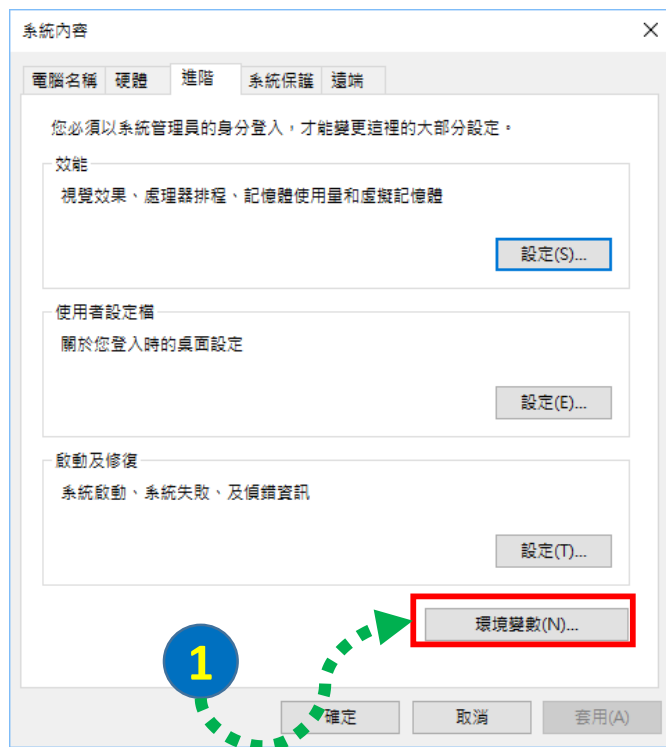 系統內容
電腦名稱 硬體 進階 系統保護 遠端
您必須以系統管理員的身分登入，才能變更這裡的大部分設定。
效能
視覺效果、處理器排程、記憶體使用量和虛擬記憶體
設定(S)...
使用者設定檔
關於您登入時的桌面設定
設定(E)...
啟動及修復
系統啟動、系統失敗、及偵錯資訊
設定(T)...
環境變數(N)...
1
確定 取消 套用(A)